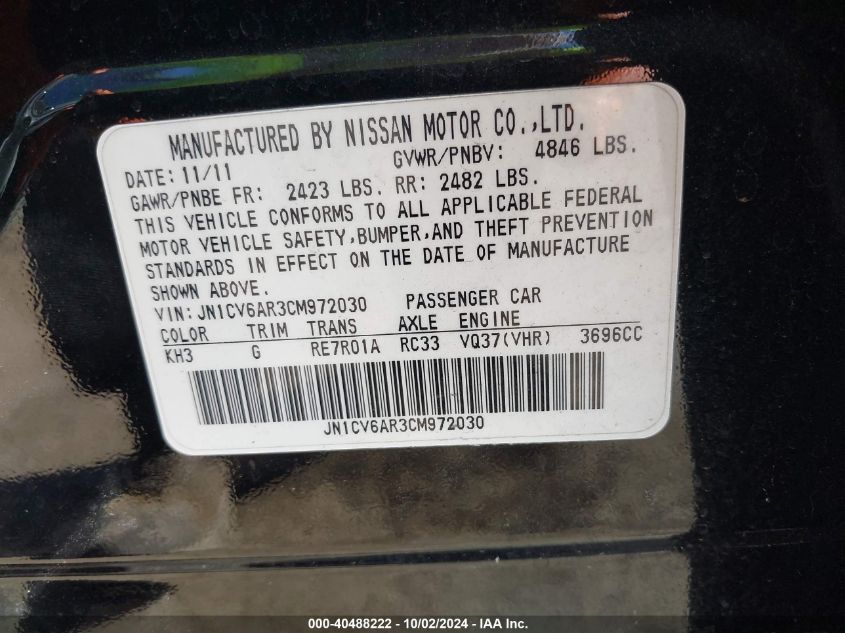 MANUFACTURED BY NISSAN MOTOR CO.,LTD.
DATE: 11/11 GVWR/PNBV: 4846 LBS.
GAWR/PNBE FR: 2423 LBS. RR: 2482 LBS.
THIS VEHICLE CONFORMS TO ALL APPLICABLE FEDERAL
MOTOR VEHICLE SAFETY,BUMPER,AND THEFT PREVENTION
STANDARDS IN EFFECT ON THE DATE OF MANUFACTURE
SHOWN ABOVE.
VIN: JN1CV6AR3CM972030 PASSENGER CAR
COLOR TRIM TRANS AXLE ENGINE
KH3 G RE7R01A RC33 VQ37(VHR) 3696CC
JN1CV6AR3CM972030
000-40488222 - 10/02/2024 - IAA Inc.